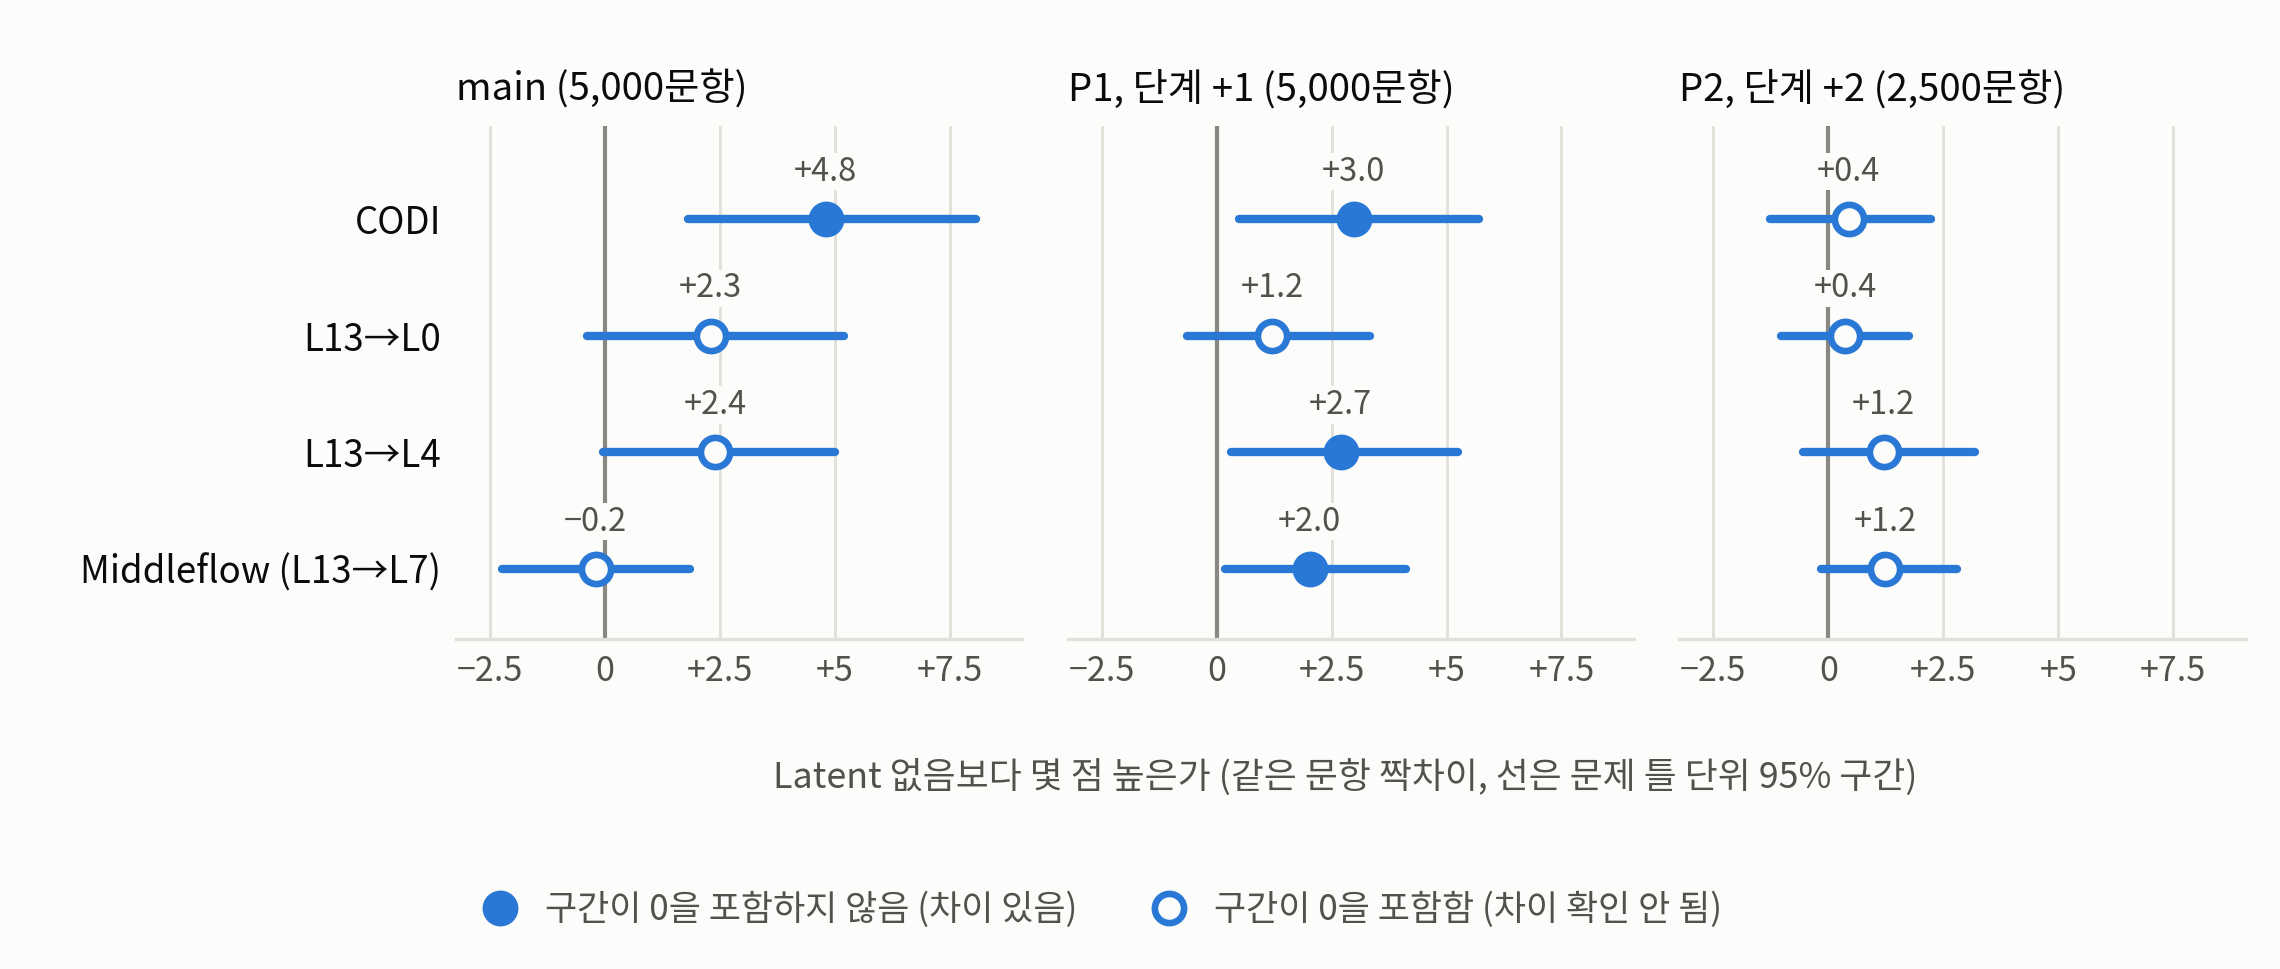 main (5,000문항)
P1, 단계 +1 (5,000문항)
P2, 단계 +2 (2,500문항)
CODI
+4.8
+3.0
+0.4
L13→L0
+2.3
+1.2
+0.4
L13→L4
+2.4
+2.7
+1.2
Middleflow (L13→L7)
−0.2
+2.0
+1.2
−2.5 0 +2.5 +5 +7.5
−2.5 0 +2.5 +5 +7.5
−2.5 0 +2.5 +5 +7.5
Latent 없음보다 몇 점 높은가 (같은 문항 짝차이, 선은 문제 틀 단위 95% 구간)
구간이 0을 포함하지 않음 (차이 있음)
구간이 0을 포함함 (차이 확인 안 됨)